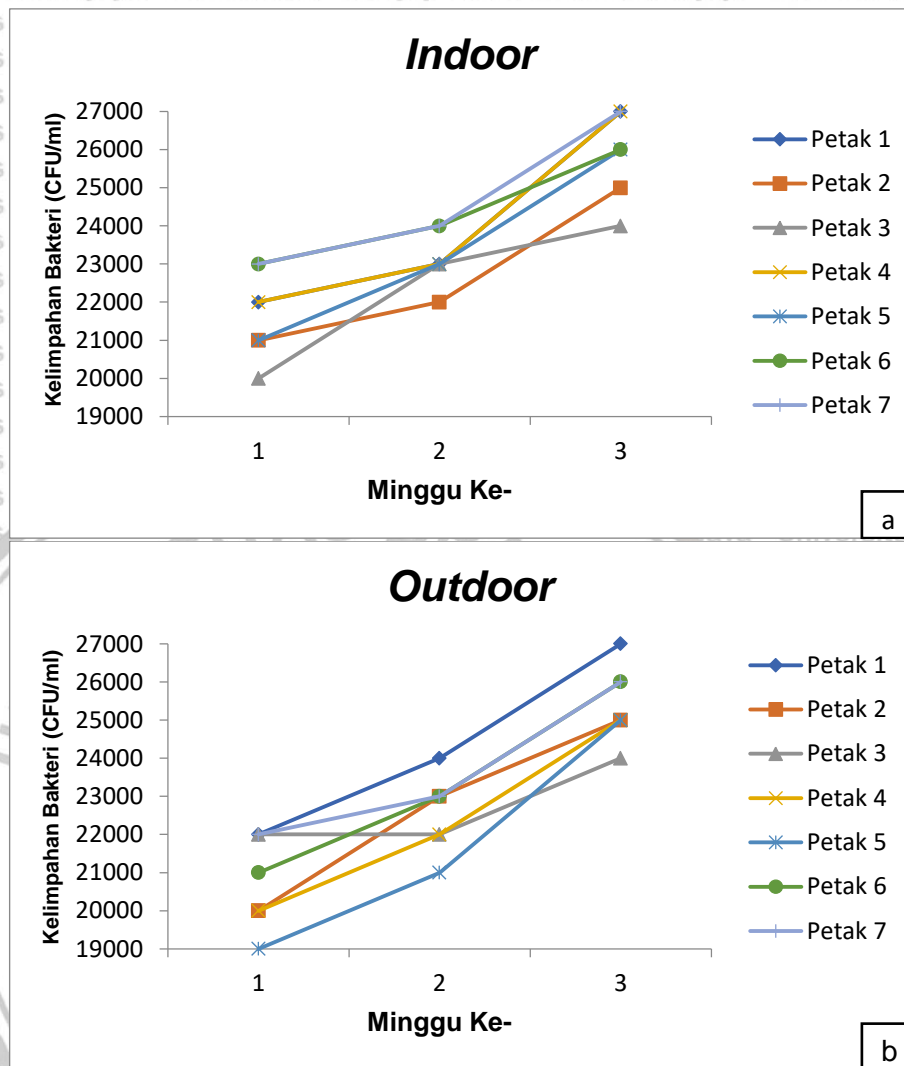 Indoor
Kelimpahan Bakteri (CFU/ml)
27000
26000
25000
24000
23000
22000
21000
20000
19000
1 2 3
Minggu Ke-
Petak 1
Petak 2
Petak 3
Petak 4
Petak 5
Petak 6
Petak 7
a
Outdoor
Kelimpahan Bakteri (CFU/ml)
27000
26000
25000
24000
23000
22000
21000
20000
19000
1 2 3
Minggu Ke-
Petak 1
Petak 2
Petak 3
Petak 4
Petak 5
Petak 6
Petak 7
b